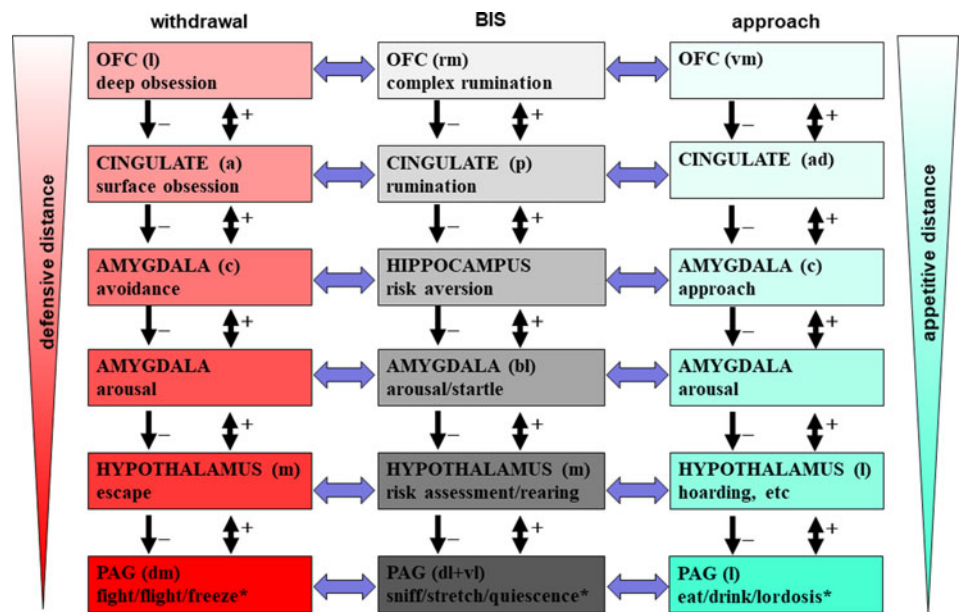 withdrawal BIS approach
OFC (l) OFC (rm) OFC (vm)
deep obsession complex rumination
– + – + – +
CINGULATE (a) CINGULATE (p) CINGULATE (ad)
surface obsession rumination
– + – + – +
AMYGDALA (c) HIPPOCAMPUS AMYGDALA (c)
avoidance risk aversion approach
– + – + – +
AMYGDALA AMYGDALA (bl) AMYGDALA
arousal arousal/startle arousal
– + – + – +
HYPOTHALAMUS (m) HYPOTHALAMUS (m) HYPOTHALAMUS (l)
escape risk assessment/rearing hoarding, etc
– + – + – +
PAG (dm) PAG (dl+vl) PAG (l)
fight/flight/freeze* sniff/stretch/quiescence* eat/drink/lordosis*
defensive distance
appetitive distance